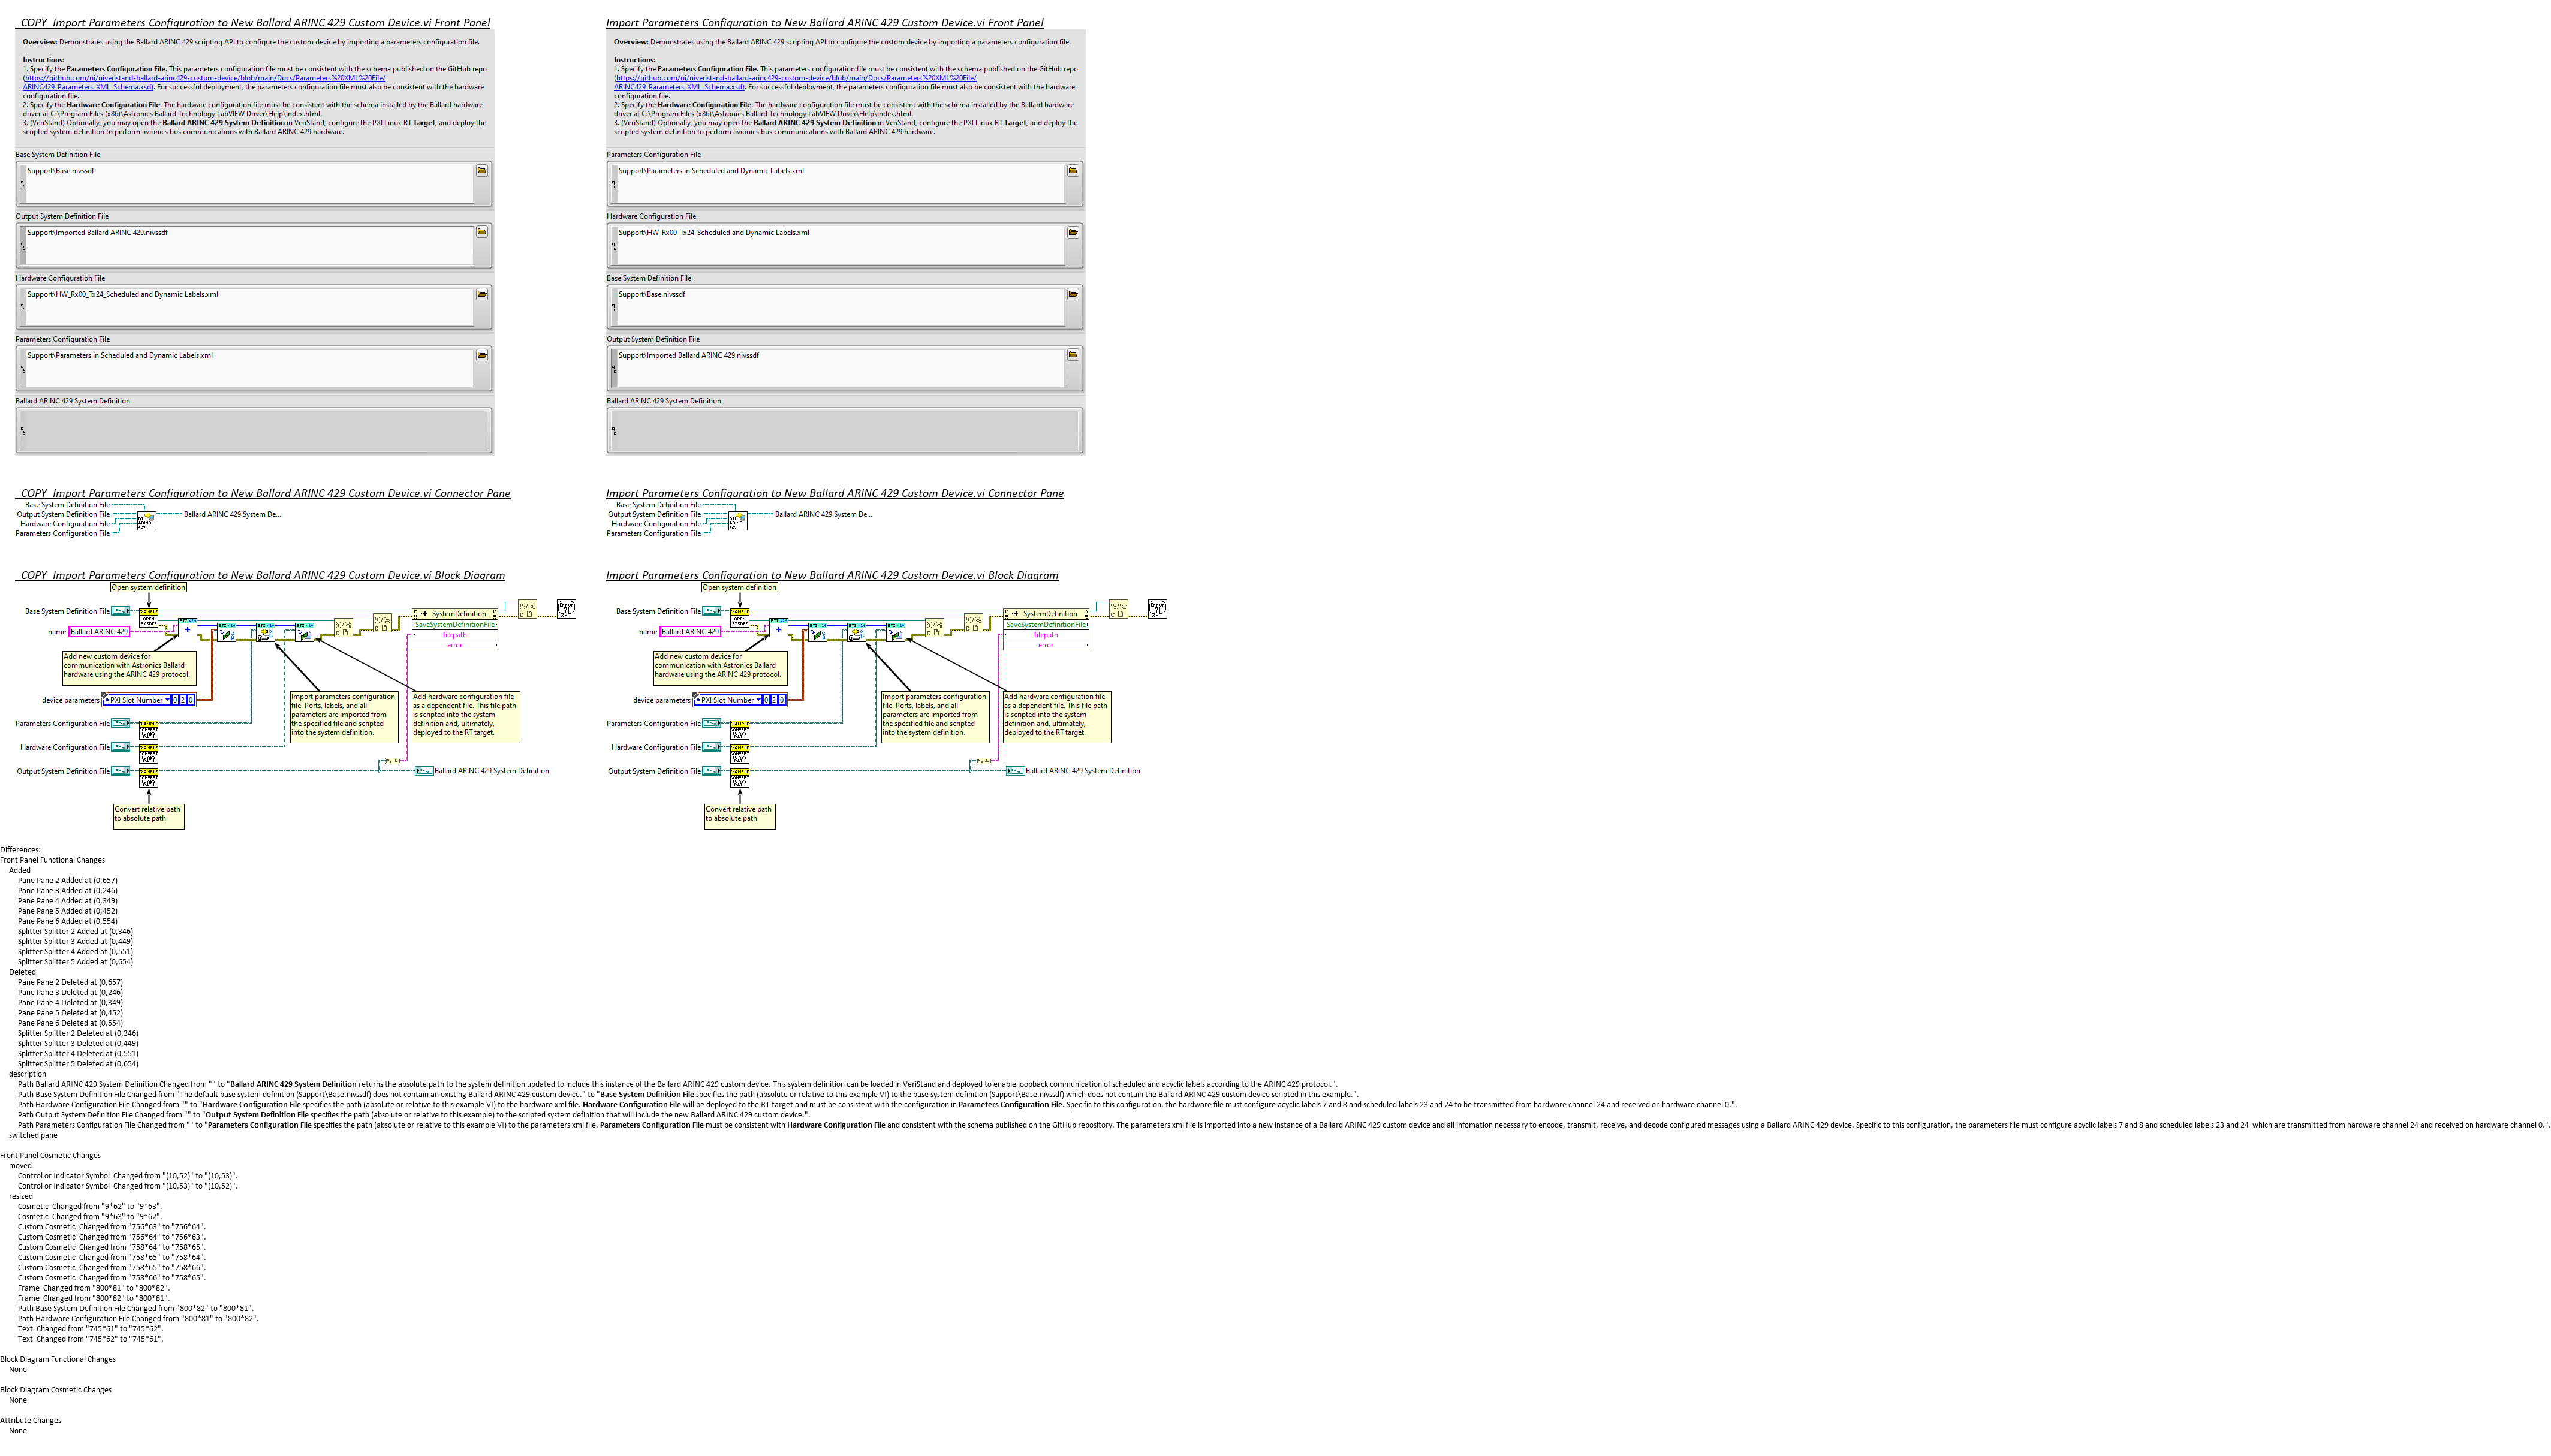 COPY  Import Parameters Configuration to New Ballard ARINC 429 Custom Device.vi Front Panel
Overview: Demonstrates using the Ballard ARINC 429 scripting API to configure the custom device by importing a parameters configuration file.
Instructions:
1. Specify the Parameters Configuration File. This parameters configuration file must be consistent with the schema published on the GitHub repo
(https://github.com/ni/niveristand-ballard-arinc429-custom-device/blob/main/Docs/Parameters%20XML%20File/
ARINC429_Parameters_XML_Schema.xsd). For successful deployment, the parameters configuration file must also be consistent with the hardware
configuration file.
2. Specify the Hardware Configuration File. The hardware configuration file must be consistent with the schema installed by the Ballard hardware
driver at C:\Program Files (x86)\Astronics Ballard Technology LabVIEW Driver\Help\index.html.
3. (VeriStand) Optionally, you may open the Ballard ARINC 429 System Definition in VeriStand, configure the PXI Linux RT Target, and deploy the
scripted system definition to perform avionics bus communications with Ballard ARINC 429 hardware.
Base System Definition File
Support\Base.nivssdf
Output System Definition File
Support\Imported Ballard ARINC 429.nivssdf
Hardware Configuration File
Support\HW_Rx00_Tx24_Scheduled and Dynamic Labels.xml
Parameters Configuration File
Support\Parameters in Scheduled and Dynamic Labels.xml
Ballard ARINC 429 System Definition
Import Parameters Configuration to New Ballard ARINC 429 Custom Device.vi Front Panel
Overview: Demonstrates using the Ballard ARINC 429 scripting API to configure the custom device by importing a parameters configuration file.
Instructions:
1. Specify the Parameters Configuration File. This parameters configuration file must be consistent with the schema published on the GitHub repo
(https://github.com/ni/niveristand-ballard-arinc429-custom-device/blob/main/Docs/Parameters%20XML%20File/
ARINC429_Parameters_XML_Schema.xsd). For successful deployment, the parameters configuration file must also be consistent with the hardware
configuration file.
2. Specify the Hardware Configuration File. The hardware configuration file must be consistent with the schema installed by the Ballard hardware
driver at C:\Program Files (x86)\Astronics Ballard Technology LabVIEW Driver\Help\index.html.
3. (VeriStand) Optionally, you may open the Ballard ARINC 429 System Definition in VeriStand, configure the PXI Linux RT Target, and deploy the
scripted system definition to perform avionics bus communications with Ballard ARINC 429 hardware.
Parameters Configuration File
Support\Parameters in Scheduled and Dynamic Labels.xml
Hardware Configuration File
Support\HW_Rx00_Tx24_Scheduled and Dynamic Labels.xml
Base System Definition File
Support\Base.nivssdf
Output System Definition File
Support\Imported Ballard ARINC 429.nivssdf
Ballard ARINC 429 System Definition
COPY  Import Parameters Configuration to New Ballard ARINC 429 Custom Device.vi Connector Pane
Base System Definition File
Output System Definition File
Hardware Configuration File
Parameters Configuration File
BTI
ARINC
429
Ballard ARINC 429 System De...
Import Parameters Configuration to New Ballard ARINC 429 Custom Device.vi Connector Pane
Base System Definition File
Output System Definition File
Hardware Configuration File
Parameters Configuration File
BTI
ARINC
429
Ballard ARINC 429 System De...
COPY  Import Parameters Configuration to New Ballard ARINC 429 Custom Device.vi Block Diagram
Open system definition
Base System Definition File
EXAMPLE
OPEN
SYSDEF
name
Ballard ARINC 429
Add new custom device for
communication with Astronics Ballard
hardware using the ARINC 429 protocol.
device parameters
PXI Slot Number
0
2
0
SystemDefinition
SaveSystemDefinitionFile
filepath
error
Error
?!
Import parameters configuration
file. Ports, labels, and all
parameters are imported from
the specified file and scripted
into the system definition.
Add hardware configuration file
as a dependent file. This file path
is scripted into the system
definition and, ultimately,
deployed to the RT target.
Parameters Configuration File
EXAMPLE
CONVERT
TO ABS
PATH
Hardware Configuration File
EXAMPLE
CONVERT
TO ABS
PATH
Output System Definition File
EXAMPLE
CONVERT
TO ABS
PATH
Ballard ARINC 429 System Definition
Convert relative path
to absolute path
Import Parameters Configuration to New Ballard ARINC 429 Custom Device.vi Block Diagram
Open system definition
Base System Definition File
EXAMPLE
OPEN
SYSDEF
name
Ballard ARINC 429
Add new custom device for
communication with Astronics Ballard
hardware using the ARINC 429 protocol.
device parameters
PXI Slot Number
0
2
0
SystemDefinition
SaveSystemDefinitionFile
filepath
error
Error
?!
Import parameters configuration
file. Ports, labels, and all
parameters are imported from
the specified file and scripted
into the system definition.
Add hardware configuration file
as a dependent file. This file path
is scripted into the system
definition and, ultimately,
deployed to the RT target.
Parameters Configuration File
EXAMPLE
CONVERT
TO ABS
PATH
Hardware Configuration File
EXAMPLE
CONVERT
TO ABS
PATH
Output System Definition File
EXAMPLE
CONVERT
TO ABS
PATH
Ballard ARINC 429 System Definition
Convert relative path
to absolute path
Differences:
Front Panel Functional Changes
Added
Pane Pane 2 Added at (0,657)
Pane Pane 3 Added at (0,246)
Pane Pane 4 Added at (0,349)
Pane Pane 5 Added at (0,452)
Pane Pane 6 Added at (0,554)
Splitter Splitter 2 Added at (0,346)
Splitter Splitter 3 Added at (0,449)
Splitter Splitter 4 Added at (0,551)
Splitter Splitter 5 Added at (0,654)
Deleted
Pane Pane 2 Deleted at (0,657)
Pane Pane 3 Deleted at (0,246)
Pane Pane 4 Deleted at (0,349)
Pane Pane 5 Deleted at (0,452)
Pane Pane 6 Deleted at (0,554)
Splitter Splitter 2 Deleted at (0,346)
Splitter Splitter 3 Deleted at (0,449)
Splitter Splitter 4 Deleted at (0,551)
Splitter Splitter 5 Deleted at (0,654)
description
Path Ballard ARINC 429 System Definition Changed from "" to "Ballard ARINC 429 System Definition returns the absolute path to the system definition updated to include this instance of the Ballard ARINC 429 custom device. This system definition can be loaded in VeriStand and deployed to enable loopback communication of scheduled and acyclic labels according to the ARINC 429 protocol.".
Path Base System Definition File Changed from "The default base system definition (Support\Base.nivssdf) does not contain an existing Ballard ARINC 429 custom device." to "Base System Definition File specifies the path (absolute or relative to this example VI) to the base system definition (Support\Base.nivssdf) which does not contain the Ballard ARINC 429 custom device scripted in this example.".
Path Hardware Configuration File Changed from "" to "Hardware Configuration File specifies the path (absolute or relative to this example VI) to the hardware xml file. Hardware Configuration File will be deployed to the RT target and must be consistent with the configuration in Parameters Configuration File. Specific to this configuration, the hardware file must configure acyclic labels 7 and 8 and scheduled labels 23 and 24 to be transmitted from hardware channel 24 and received on hardware channel 0.".
Path Output System Definition File Changed from "" to "Output System Definition File specifies the path (absolute or relative to this example) to the scripted system definition that will include the new Ballard ARINC 429 custom device.".
Path Parameters Configuration File Changed from "" to "Parameters Configuration File specifies the path (absolute or relative to this example VI) to the parameters xml file. Parameters Configuration File must be consistent with Hardware Configuration File and consistent with the schema published on the GitHub repository. The parameters xml file is imported into a new instance of a Ballard ARINC 429 custom device and all infomation necessary to encode, transmit, receive, and decode configured messages using a Ballard ARINC 429 device. Specific to this configuration, the parameters file must configure acyclic labels 7 and 8 and scheduled labels 23 and 24  which are transmitted from hardware channel 24 and received on hardware channel 0.".
switched pane
Front Panel Cosmetic Changes
moved
Control or Indicator Symbol  Changed from "(10,52)" to "(10,53)".
Control or Indicator Symbol  Changed from "(10,53)" to "(10,52)".
resized
Cosmetic  Changed from "9*62" to "9*63".
Cosmetic  Changed from "9*63" to "9*62".
Custom Cosmetic  Changed from "756*63" to "756*64".
Custom Cosmetic  Changed from "756*64" to "756*63".
Custom Cosmetic  Changed from "758*64" to "758*65".
Custom Cosmetic  Changed from "758*65" to "758*64".
Custom Cosmetic  Changed from "758*65" to "758*66".
Custom Cosmetic  Changed from "758*66" to "758*65".
Frame  Changed from "800*81" to "800*82".
Frame  Changed from "800*82" to "800*81".
Path Base System Definition File Changed from "800*82" to "800*81".
Path Hardware Configuration File Changed from "800*81" to "800*82".
Text  Changed from "745*61" to "745*62".
Text  Changed from "745*62" to "745*61".
Block Diagram Functional Changes
None
Block Diagram Cosmetic Changes
None
Attribute Changes
None